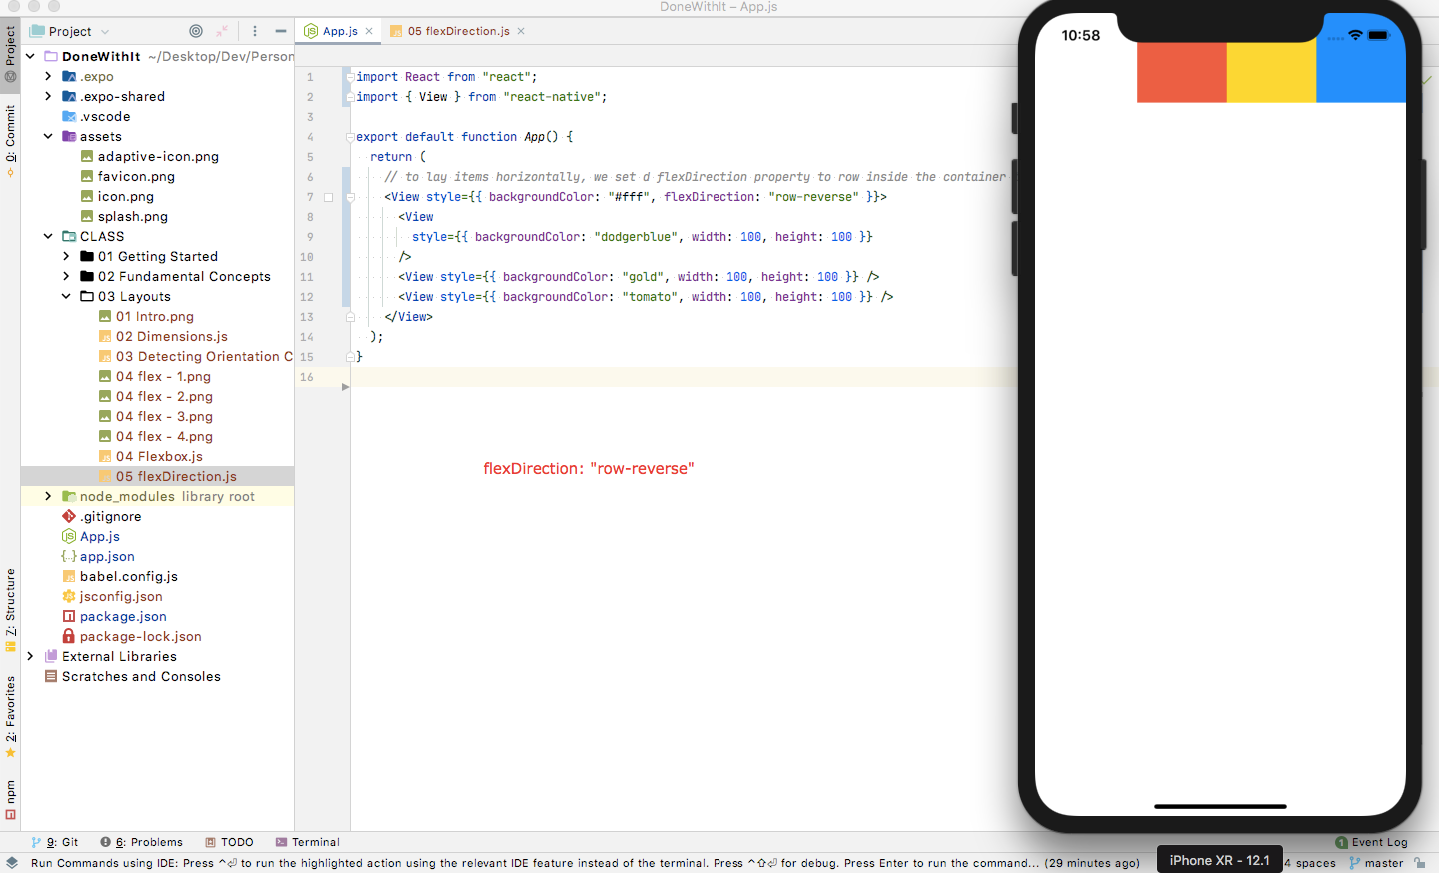 DoneWithIt – App.js
Project
App.js
05 flexDirection.js
Project
0: Commit
7: Structure
2: Favorites
npm
DoneWithIt ~/Desktop/Dev/Person
.expo
.expo-shared
.vscode
assets
adaptive-icon.png
favicon.png
icon.png
splash.png
CLASS
01 Getting Started
02 Fundamental Concepts
03 Layouts
01 Intro.png
02 Dimensions.js
03 Detecting Orientation C
04 flex - 1.png
04 flex - 2.png
04 flex - 3.png
04 flex - 4.png
04 Flexbox.js
05 flexDirection.js
node_modules library root
.gitignore
App.js
app.json
babel.config.js
jsconfig.json
package.json
package-lock.json
External Libraries
Scratches and Consoles
1 import React from "react";
2 import { View } from "react-native";
3
4 export default function App() {
5 return (
6 // to lay items horizontally, we set d flexDirection property to row inside the container
7 <View style={{ backgroundColor: "#fff", flexDirection: "row-reverse" }}>
8 <View
9 style={{ backgroundColor: "dodgerblue", width: 100, height: 100 }}
10 />
11 <View style={{ backgroundColor: "gold", width: 100, height: 100 }} />
12 <View style={{ backgroundColor: "tomato", width: 100, height: 100 }} />
13 </View>
14 );
15 }
16
flexDirection: "row-reverse"
10:58
9: Git
6: Problems
TODO
Terminal
1 Event Log
Run Commands using IDE: Press ^⏎ to run the highlighted action using the relevant IDE feature instead of the terminal. Press ^⇧⏎ for debug. Press Enter to run the command... (29 minutes ago)
iPhone XR - 12.1
4 spaces
master